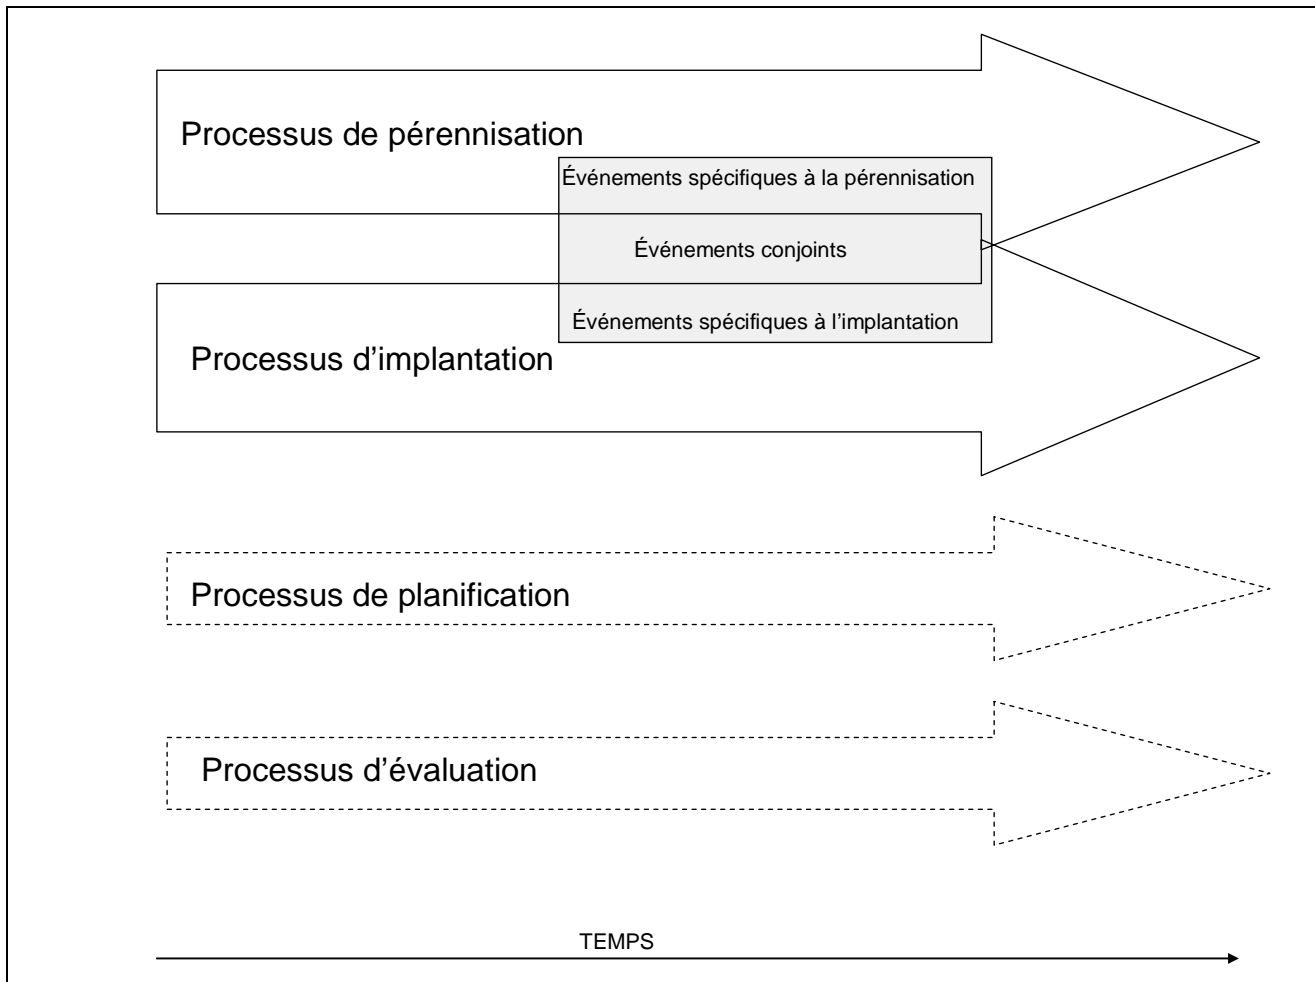 Processus de pérennisation
Événements spécifiques à la pérennisation
Événements conjoints
Événements spécifiques à l’implantation
Processus d’implantation
Processus de planification
Processus d’évaluation
TEMPS